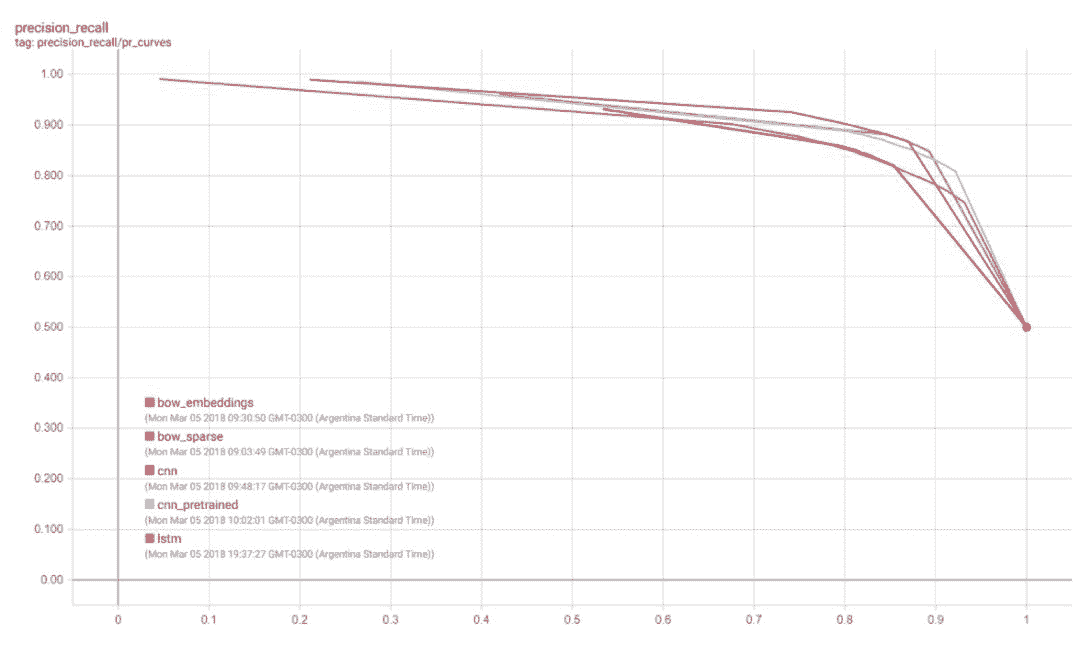 precision_recall
tag: precision_recall/pr_curves
1.00
0.900
0.800
0.700
0.600
0.500
0.400
0.300
0.200
0.100
0.00
bow_embeddings
(Mon Mar 05 2018 09:30:50 GMT-0300 (Argentina Standard Time))
bow_sparse
(Mon Mar 05 2018 09:03:49 GMT-0300 (Argentina Standard Time))
cnn
(Mon Mar 05 2018 09:48:17 GMT-0300 (Argentina Standard Time))
cnn_pretrained
(Mon Mar 05 2018 10:02:01 GMT-0300 (Argentina Standard Time))
lstm
(Mon Mar 05 2018 19:37:27 GMT-0300 (Argentina Standard Time))
0 0.1 0.2 0.3 0.4 0.5 0.6 0.7 0.8 0.9 1